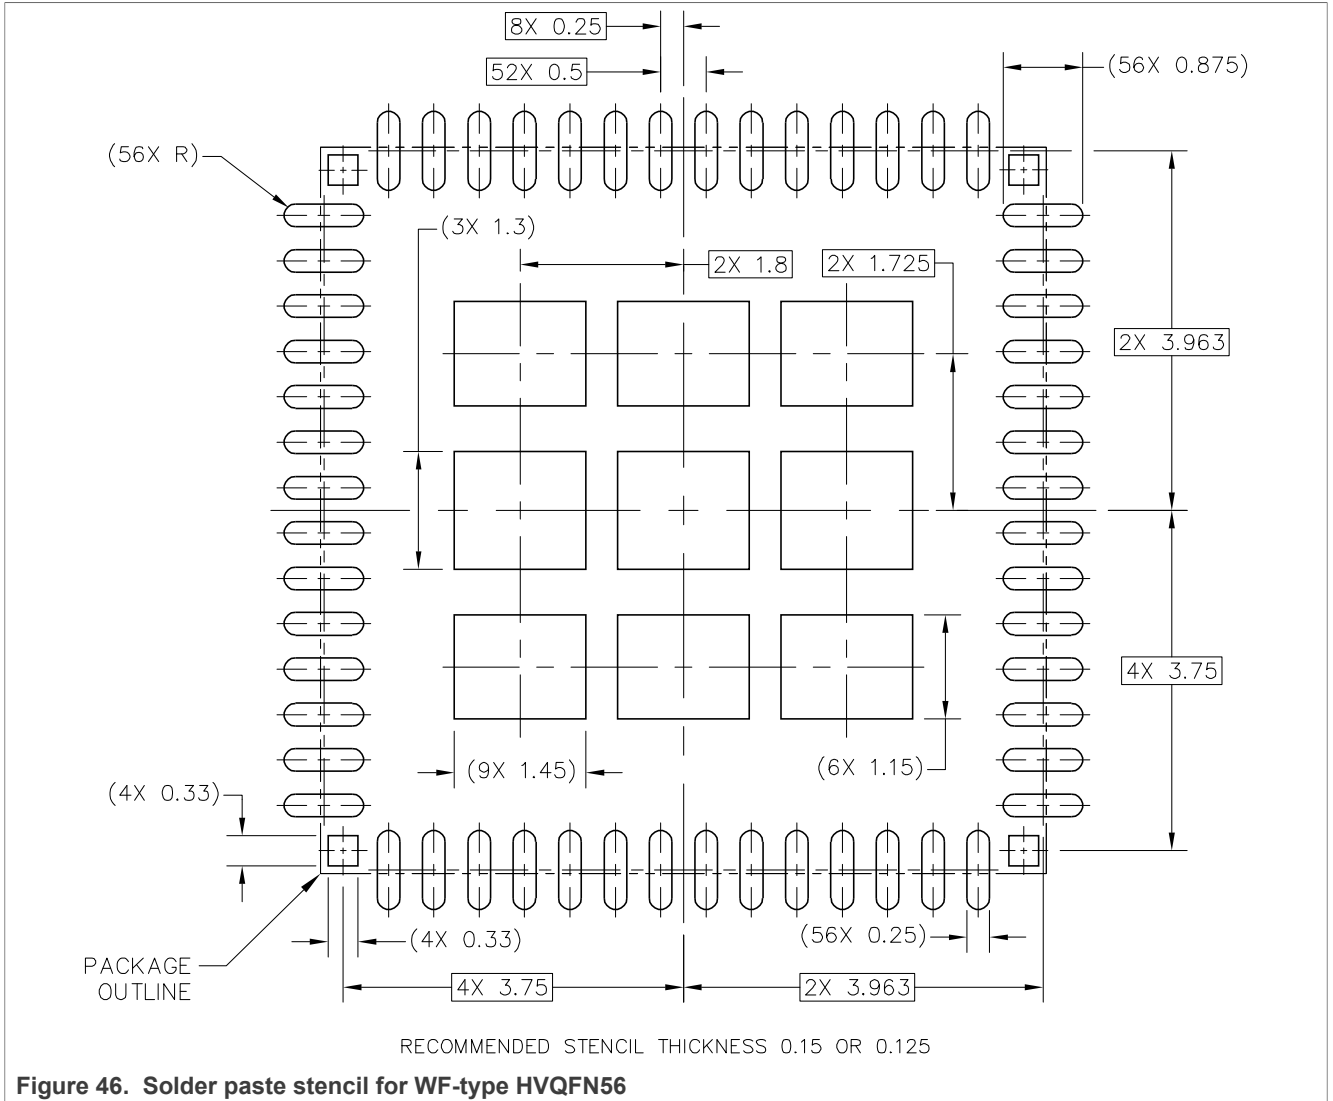 8X 0.25
52X 0.5
(56X 0.875)
(56X R)
(3X 1.3)
2X 1.8
2X 1.725
2X 3.963
4X 3.75
(9X 1.45)
(6X 1.15)
(4X 0.33)
(4X 0.33)
(56X 0.25)
PACKAGE
OUTLINE
4X 3.75
2X 3.963
RECOMMENDED STENCIL THICKNESS 0.15 OR 0.125
Figure 46. Solder paste stencil for WF-type HVQFN56